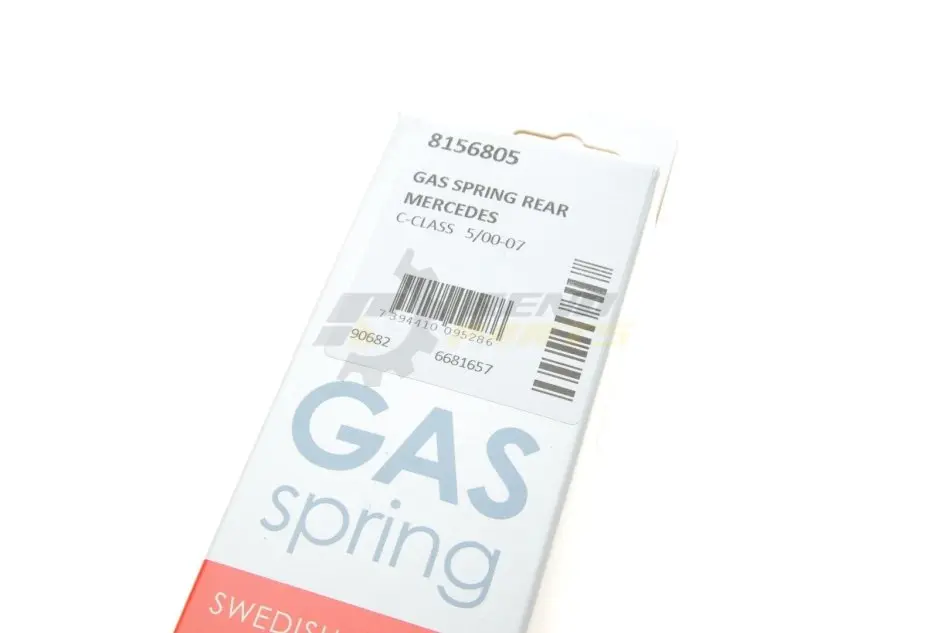 8156805
GAS SPRING REAR
MERCEDES
C-CLASS 5/00-07
7 394410 095286
90682 6681657
GAS
spring
SWEDISH